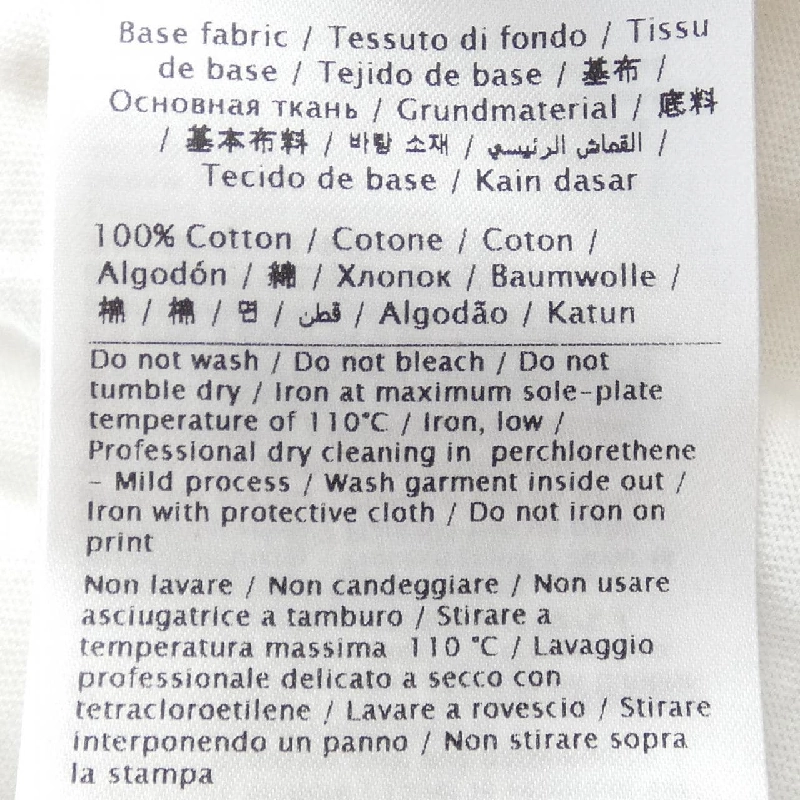 Base fabric / Tessuto di fondo / Tissu
de base / Tejido de base / 基布 /
Основная ткань / Grundmaterial / 底料
/ 基本布料 / 바탕 소재 / القماش الرئيسي /
Tecido de base / Kain dasar
100% Cotton / Cotone / Coton /
Algodón / 綿 / Хлопок / Baumwolle /
棉 / 棉 / 면 / قطن / Algodão / Katun
Do not wash / Do not bleach / Do not
tumble dry / Iron at maximum sole-plate
temperature of 110°C / Iron, low /
Professional dry cleaning in perchlorethene
- Mild process / Wash garment inside out /
Iron with protective cloth / Do not iron on
print
Non lavare / Non candeggiare / Non usare
asciugatrice a tamburo / Stirare a
temperatura massima 110 °C / Lavaggio
professionale delicato a secco con
tetracloroetilene / Lavare a rovescio / Stirare
interponendo un panno / Non stirare sopra
la stampa